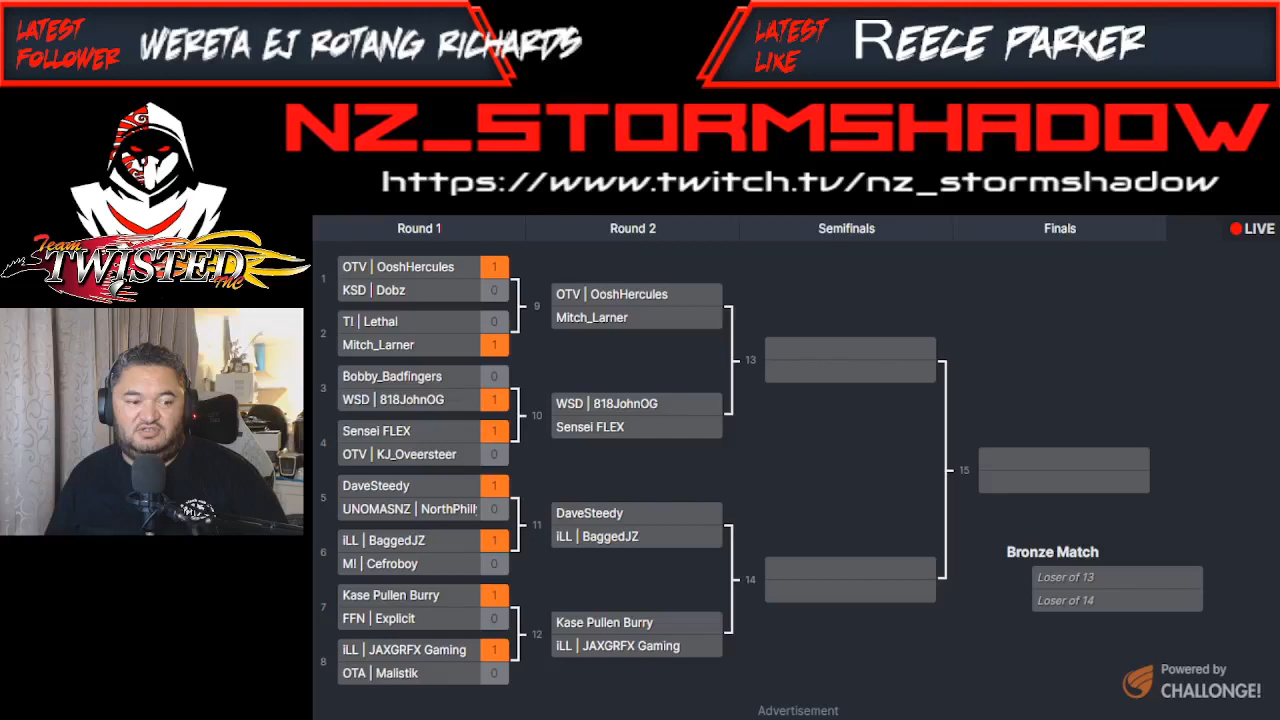 LATEST FOLLOWER
WERETA EJ ROTANG RICHARDS
LATEST LIKE
REECE PARKER
NZ_STORMSHADOW
https://www.twitch.tv/nz_stormshadow
Team TWISTED INC
LIVE
Round 1 Round 2 Semifinals Finals
1
OTV | OoshHercules 1
KSD | Dobz 0
2
T! | Lethal 0
Mitch_Larner 1
3
Bobby_Badfingers 0
WSD | 818JohnOG 1
4
Sensei FLEX 1
OTV | KJ_Oveersteer 0
5
DaveSteedy 1
UNOMASNZ | NorthPhill 0
6
iLL | BaggedJZ 1
M! | Cefroboy 0
7
Kase Pullen Burry 1
FFN | Explicit 0
8
iLL | JAXGRFX Gaming 1
OTA | Malistik 0
9
OTV | OoshHercules
Mitch_Larner
10
WSD | 818JohnOG
Sensei FLEX
11
DaveSteedy
iLL | BaggedJZ
12
Kase Pullen Burry
iLL | JAXGRFX Gaming
13
14
15
Bronze Match
Loser of 13
Loser of 14
Powered by
CHALLONGE!
Advertisement